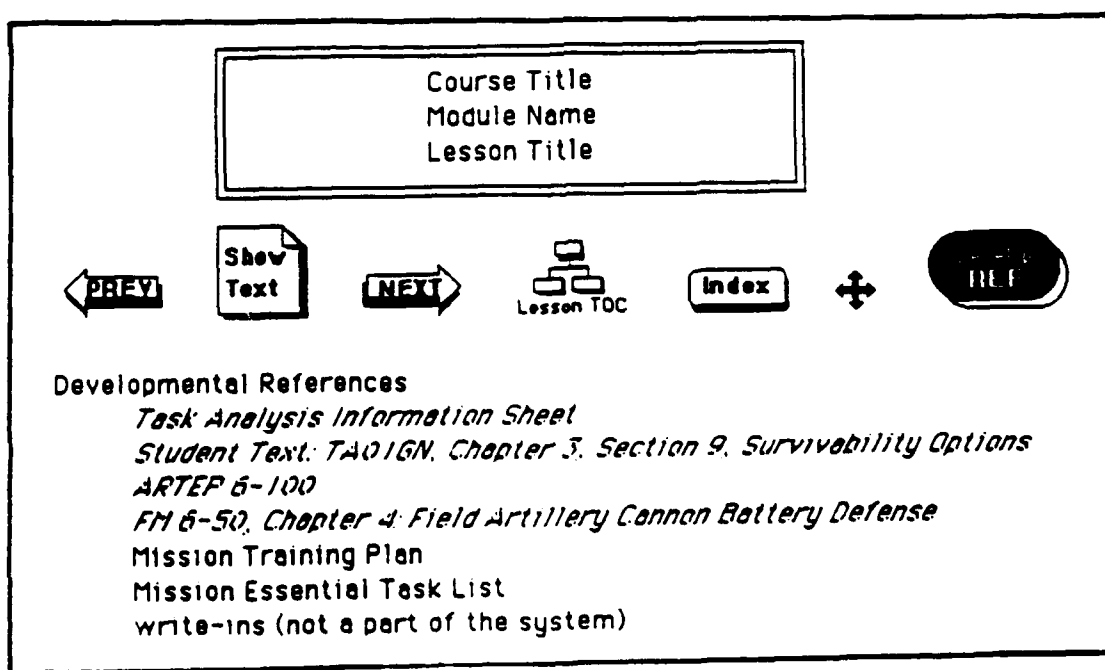 Course Title
Module Name
Lesson Title
PREV
Show
Text
NEXT
Lesson TOC
Index
REF
Developmental References
Task Analysis Information Sheet
Student Text: TAOIGN, Chapter 3, Section 9, Survivability Options
ARTEP 6-100
FM 6-50, Chapter 4: Field Artillery Cannon Battery Defense
Mission Training Plan
Mission Essential Task List
write-ins (not a part of the system)